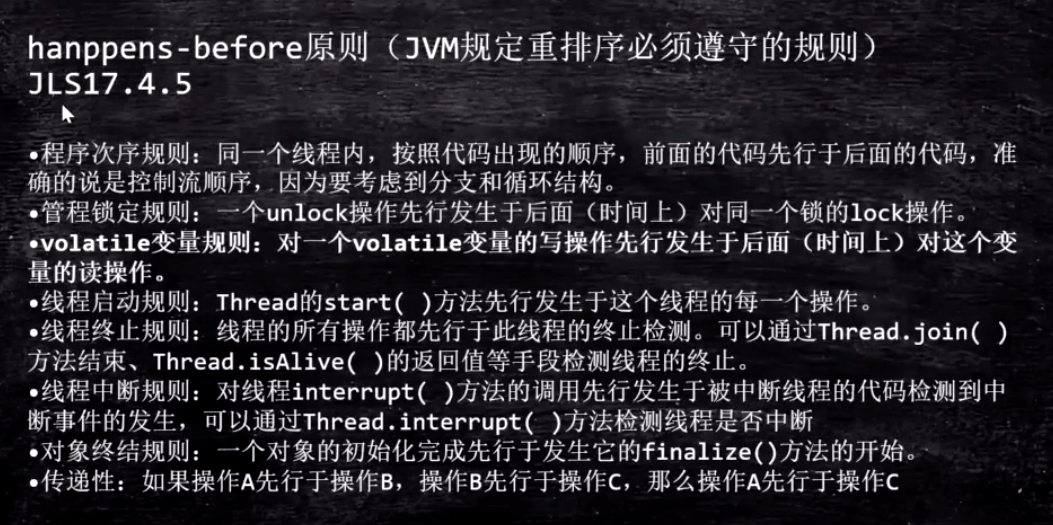 hanppens-before原则（JVM规定重排序必须遵守的规则）
JLS17.4.5
•程序次序规则：同一个线程内，按照代码出现的顺序，前面的代码先行于后面的代码，准
确的说是控制流顺序，因为要考虑到分支和循环结构。
•管程锁定规则：一个unlock操作先行发生于后面（时间上）对同一个锁的lock操作。
•volatile变量规则：对一个volatile变量的写操作先行发生于后面（时间上）对这个变
量的读操作。
•线程启动规则：Thread的start( )方法先行发生于这个线程的每一个操作。
•线程终止规则：线程的所有操作都先行于此线程的终止检测。可以通过Thread.join( )
方法结束、Thread.isAlive( )的返回值等手段检测线程的终止。
•线程中断规则：对线程interrupt( )方法的调用先行发生于被中断线程的代码检测到中
断事件的发生，可以通过Thread.interrupt( )方法检测线程是否中断
•对象终结规则：一个对象的初始化完成先行于发生它的finalize()方法的开始。
•传递性：如果操作A先行于操作B，操作B先行于操作C，那么操作A先行于操作C